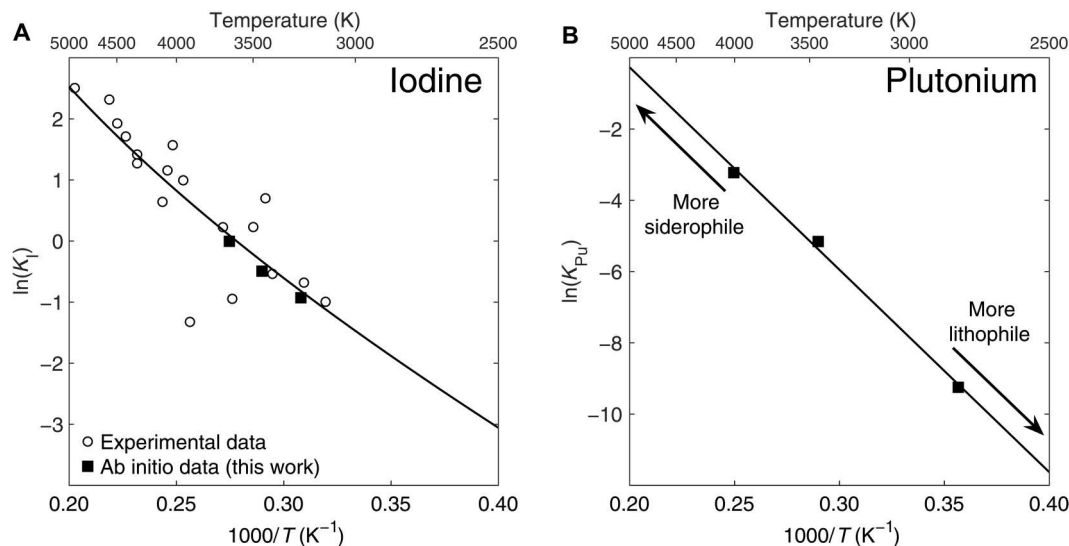 A
Temperature (K)
5000 4500 4000 3500 3000 2500
Iodine
2
1
0
−1
−2
−3
ln(K_I)
Experimental data
Ab initio data (this work)
0.20 0.25 0.30 0.35 0.40
1000/T (K⁻¹)
B
Temperature (K)
5000 4500 4000 3500 3000 2500
Plutonium
−2
−4
−6
−8
−10
ln(K_Pu)
More
siderophile
More
lithophile
0.20 0.25 0.30 0.35 0.40
1000/T (K⁻¹)